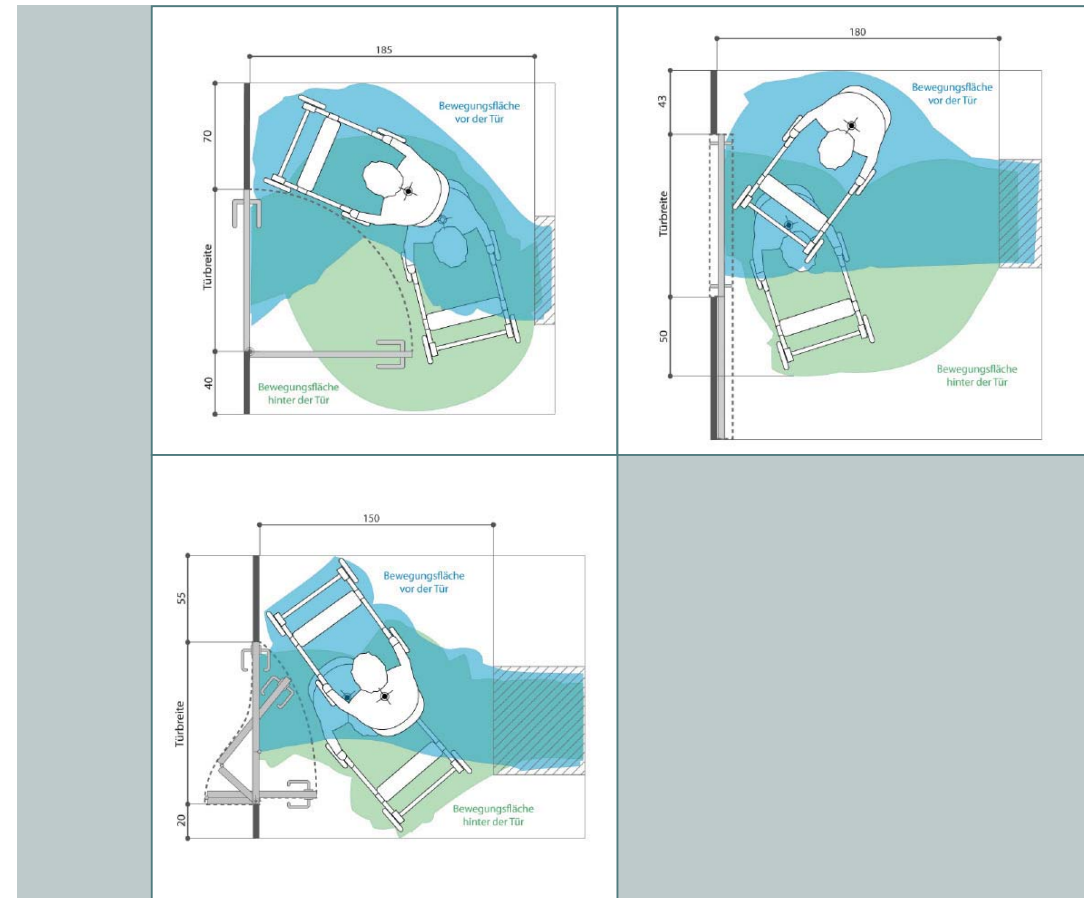 185
70
Türbreite
40
Bewegungsfläche
vor der Tür
Bewegungsfläche
hinter der Tür
180
43
Türbreite
50
Bewegungsfläche
vor der Tür
Bewegungsfläche
hinter der Tür
150
55
Türbreite
20
Bewegungsfläche
vor der Tür
Bewegungsfläche
hinter der Tür